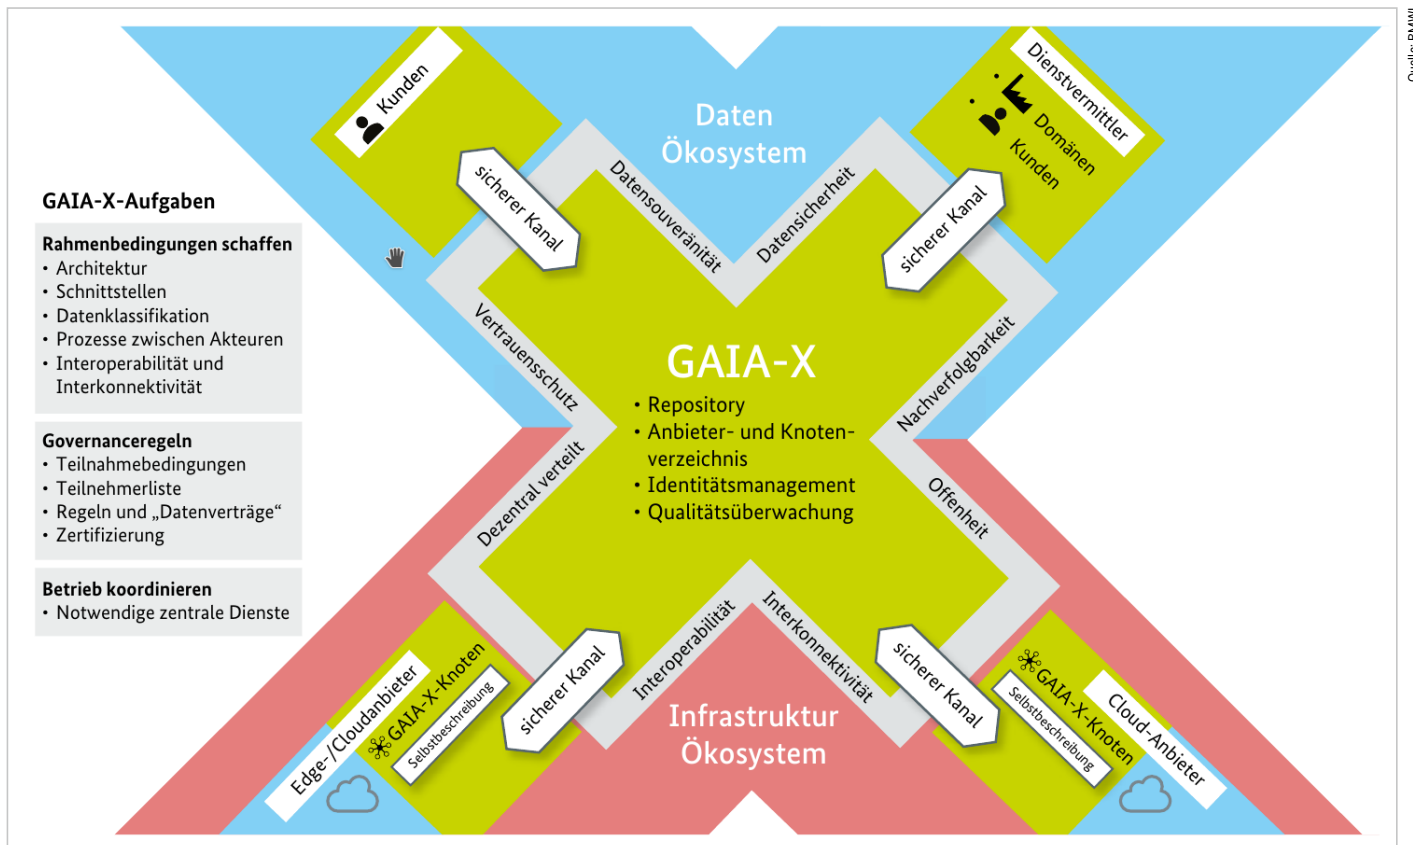 Quelle: BMWI
Kunden
Dienstvermittler
Domänen
Kunden
Daten
Ökosystem
sicherer Kanal
sicherer Kanal
Datensouveränität
Datensicherheit
GAIA-X-Aufgaben
Rahmenbedingungen schaffen
• Architektur
• Schnittstellen
• Datenklassifikation
• Prozesse zwischen Akteuren
• Interoperabilität und
Interkonnektivität
Governanceregeln
• Teilnahmebedingungen
• Teilnehmerliste
• Regeln und „Datenverträge“
• Zertifizierung
Betrieb koordinieren
• Notwendige zentrale Dienste
Vertrauensschutz
Nachverfolgbarkeit
GAIA-X
• Repository
• Anbieter- und Knoten-
verzeichnis
• Identitätsmanagement
• Qualitätsüberwachung
Dezentral verteilt
Offenheit
Interoperabilität
Interkonnektivität
sicherer Kanal
sicherer Kanal
Edge-/Cloudanbieter
GAIA-X-Knoten
Selbstbeschreibung
Infrastruktur
Ökosystem
GAIA-X-Knoten
Selbstbeschreibung
Cloud-Anbieter